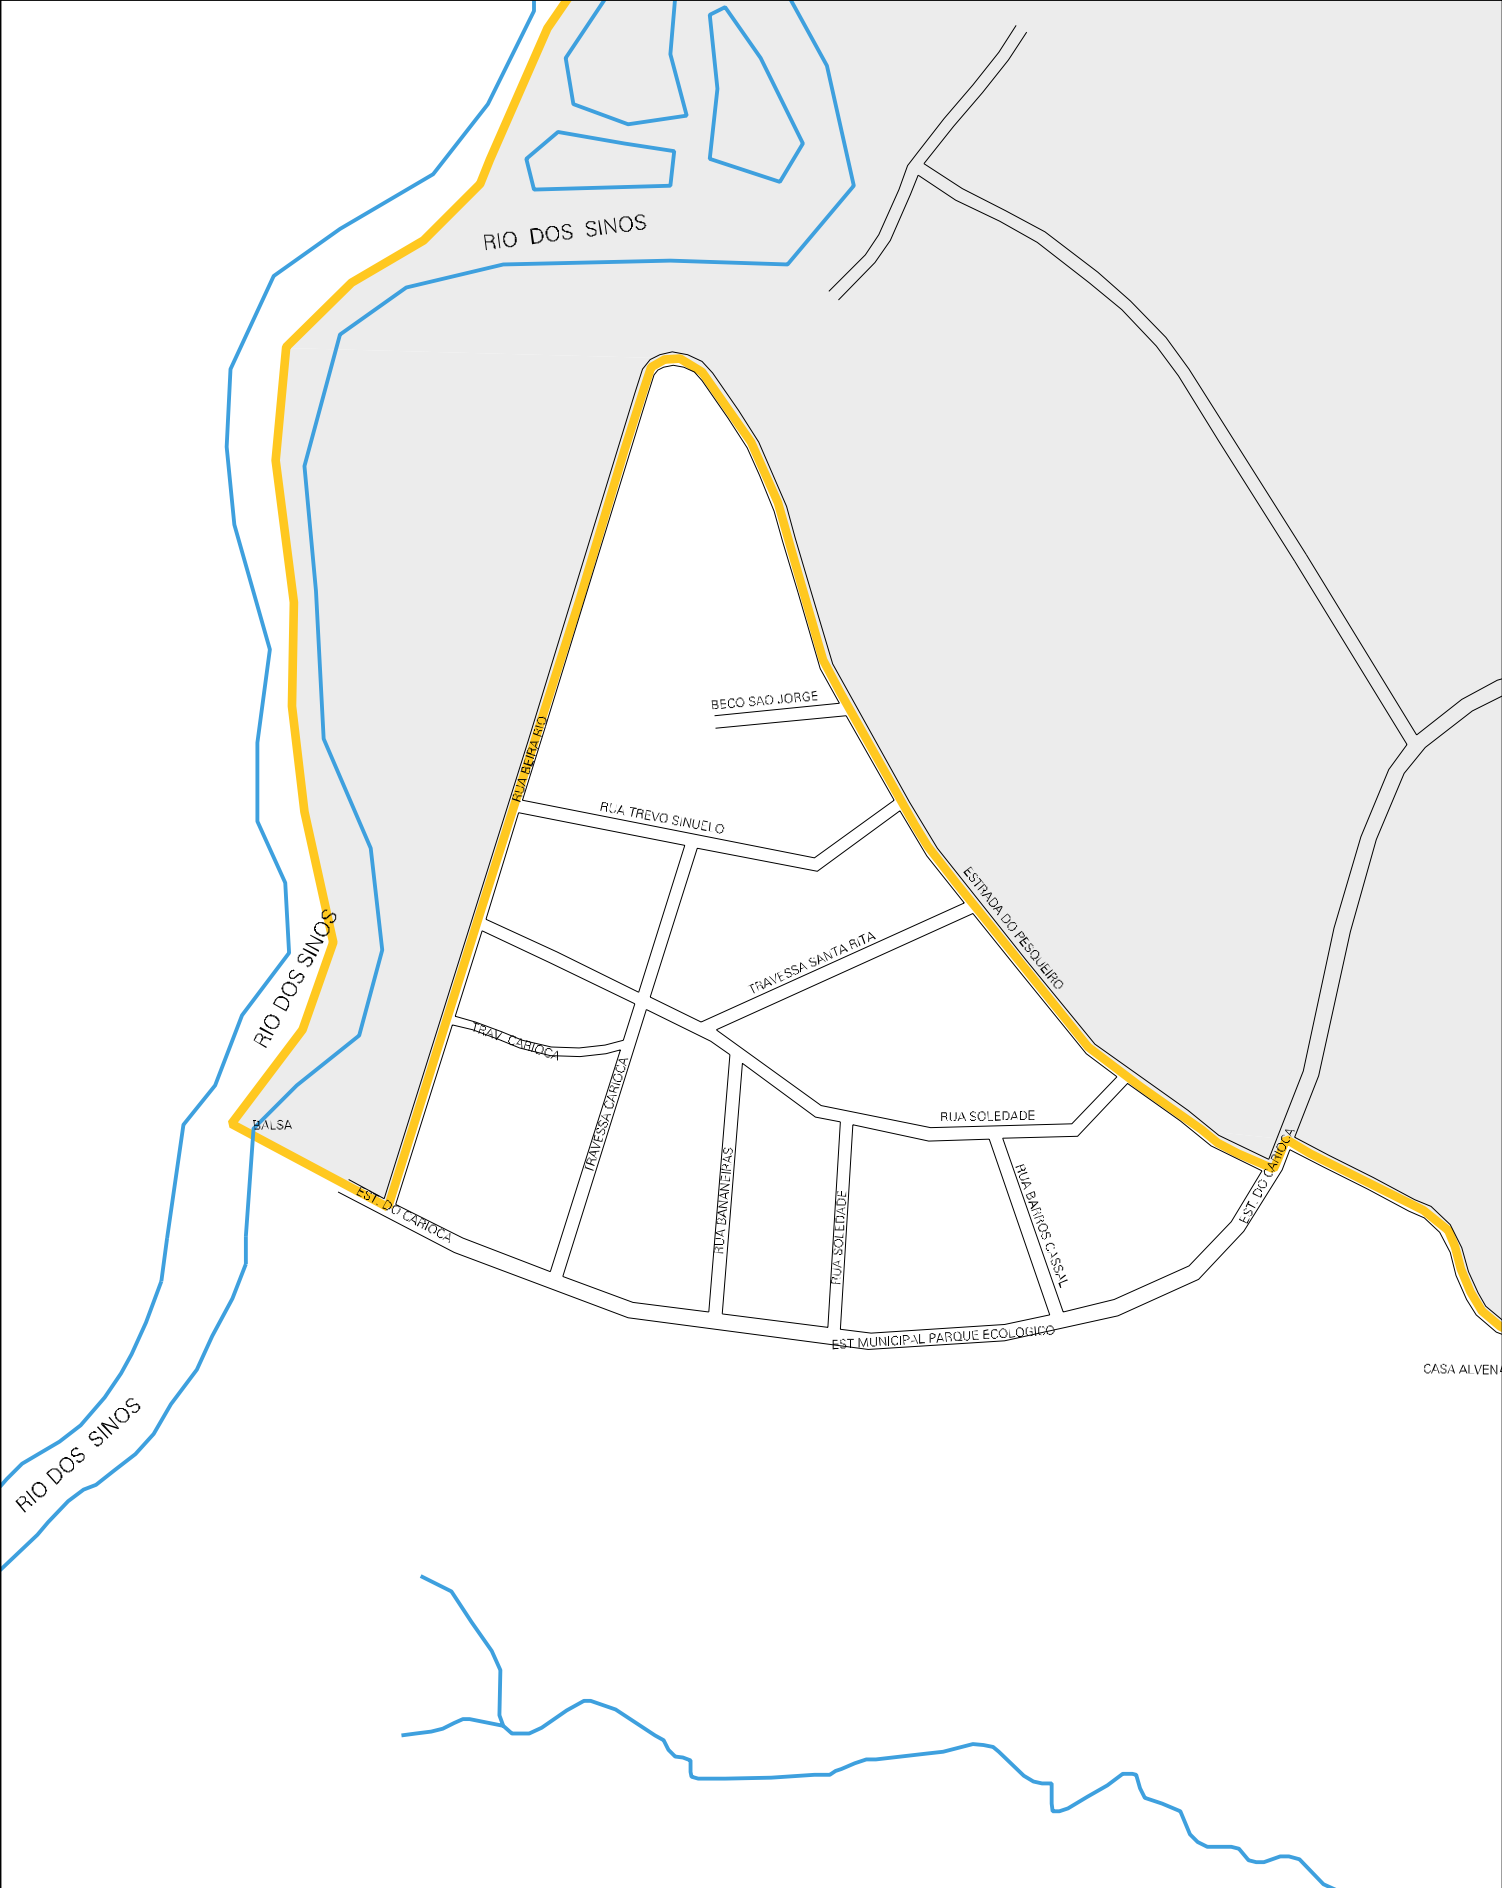 RIO DOS SINOS
BECO SAO JORGE
RUA BEIRA RIO
RUA TREVO SINUELO
ESTRADA DO PESQUEIRO
RIO DOS SINOS
TRAVESSA SANTA RITA
TRAV. CARIOCA
TRAVESSA CARIOCA
RUA SOLEDADE
BALSA
EST. DO CARIOCA
RUA BANANEIRAS
RUA SOLEDADE
RUA BARROS CASSAL
EST. DO CARIOCA
EST MUNICIPAL PARQUE ECOLOGICO
CASA ALVEN
RIO DOS SINOS